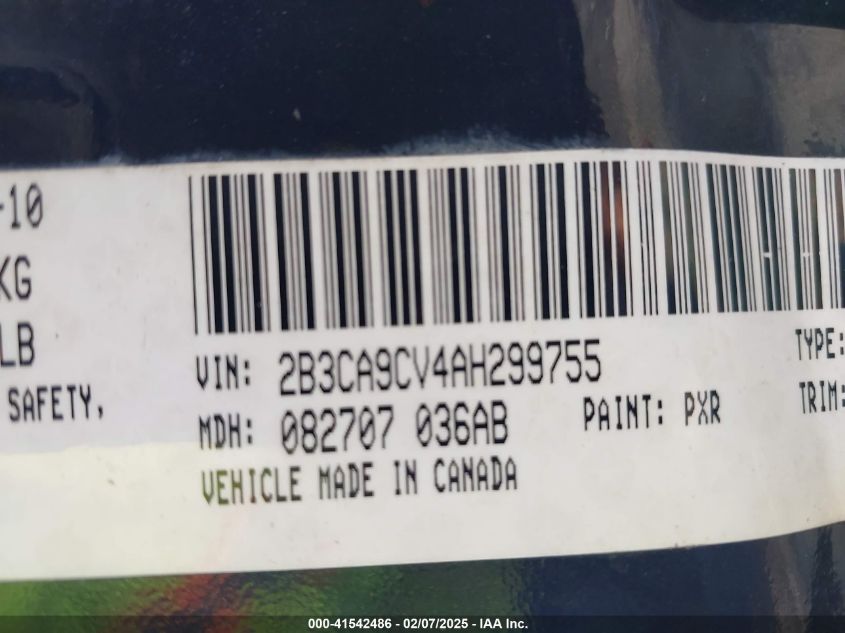 -10
KG
LB
SAFETY,
VIN: 2B3CA9CV4AH299755
TYPE:
MDH: 082707 036AB
PAINT: PXR
TRIM:
VEHICLE MADE IN CANADA
000-41542486 - 02/07/2025 - IAA Inc.